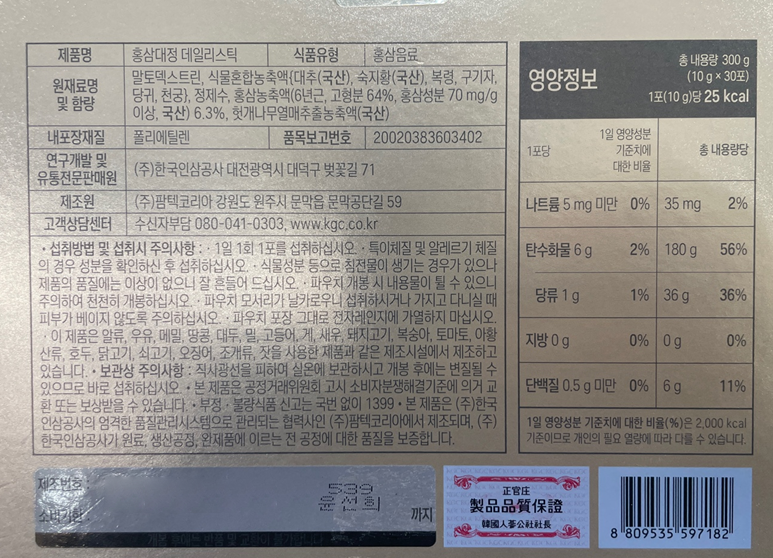 제품명 홍삼대정 데일리스틱 식품유형 홍삼음료
원재료명 및 함량
말토덱스트린, 식물혼합농축액{대추(국산), 숙지황(국산), 복령, 구기자,
당귀, 천궁}, 정제수, 홍삼농축액(6년근, 고형분 64%, 홍삼성분 70 mg/g
이상, 국산) 6.3%, 헛개나무열매추출농축액(국산)
내포장재질 폴리에틸렌 품목보고번호 20020383603402
연구개발 및
유통전문판매원 (주)한국인삼공사 대전광역시 대덕구 벚꽃길 71
제조원 (주)팜텍코리아 강원도 원주시 문막읍 문막공단길 59
고객상담센터 수신자부담 080-041-0303, www.kgc.co.kr
• 섭취방법 및 섭취시 주의사항 : · 1일 1회 1포를 섭취하십시오. · 특이체질 및 알레르기 체질
의 경우 성분을 확인하신 후 섭취하십시오. · 식물성분 등으로 침전물이 생기는 경우가 있으나
제품의 품질에는 이상이 없으니 잘 흔들어 드십시오. · 파우치 개봉 시 내용물이 튈 수 있으니
주의하여 천천히 개봉하십시오. · 파우치 모서리가 날카로우니 섭취하시거나 가지고 다니실 때
피부가 베이지 않도록 주의하십시오. · 파우치 포장 그대로 전자레인지에 가열하지 마십시오.
· 이 제품은 알류, 우유, 메밀, 땅콩, 대두, 밀, 고등어, 게, 새우, 돼지고기, 복숭아, 토마토, 아황
산류, 호두, 닭고기, 쇠고기, 오징어, 조개류, 잣을 사용한 제품과 같은 제조시설에서 제조하고
있습니다. • 보관상 주의사항 : 직사광선을 피하여 실온에 보관하시고 개봉 후에는 변질될 수
있으므로 바로 섭취하십시오. • 본 제품은 공정거래위원회 고시 소비자분쟁해결기준에 의거 교
환 또는 보상받을 수 있습니다. • 부정 · 불량식품 신고는 국번 없이 1399 • 본 제품은 (주)한국
인삼공사의 엄격한 품질관리시스템으로 관리되는 협력사인 (주)팜텍코리아에서 제조되며, (주)
한국인삼공사가 원료, 생산공정, 완제품에 이르는 전 공정에 대한 품질을 보증합니다.
영양정보
총 내용량 300 g
(10 g × 30포)
1포(10 g)당 25 kcal
1포당 1일 영양성분 기준치에 대한 비율 총 내용량당
나트륨 5 mg 미만 0% 35 mg 2%
탄수화물 6 g 2% 180 g 56%
당류 1 g 1% 36 g 36%
지방 0 g 0% 0 g 0%
단백질 0.5 g 미만 0% 6 g 11%
1일 영양성분 기준치에 대한 비율(%)은 2,000 kcal
기준이므로 개인의 필요 열량에 따라 다를 수 있습니다.
제조번호 :
539
윤선희
소비기한 : 까지
正官庄
製品品質保證
韓國人蔘公社社長
8 809535 597182